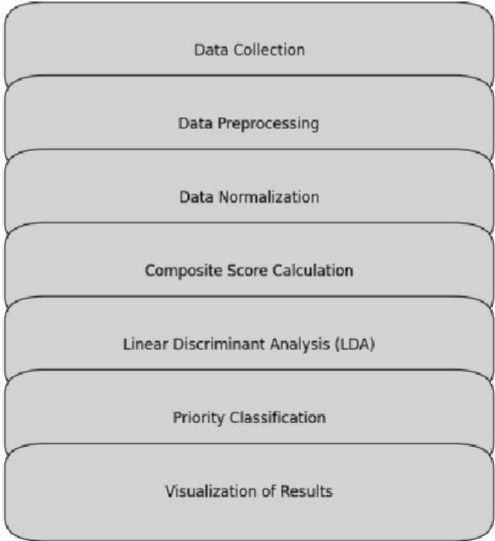 Data Collection
Data Preprocessing
Data Normalization
Composite Score Calculation
Linear Discriminant Analysis (LDA)
Priority Classification
Visualization of Results